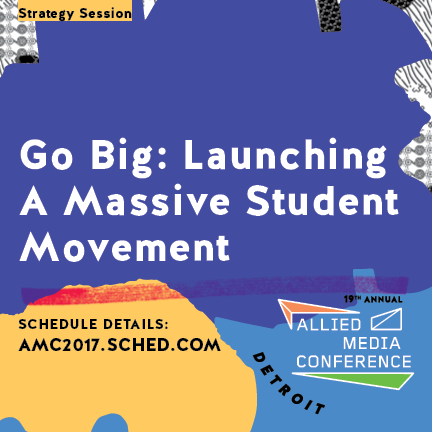 Strategy Session
Go Big: Launching
A Massive Student
Movement
SCHEDULE DETAILS:
AMC2017.SCHED.COM
19TH ANNUAL
ALLIED
MEDIA
CONFERENCE
DETROIT